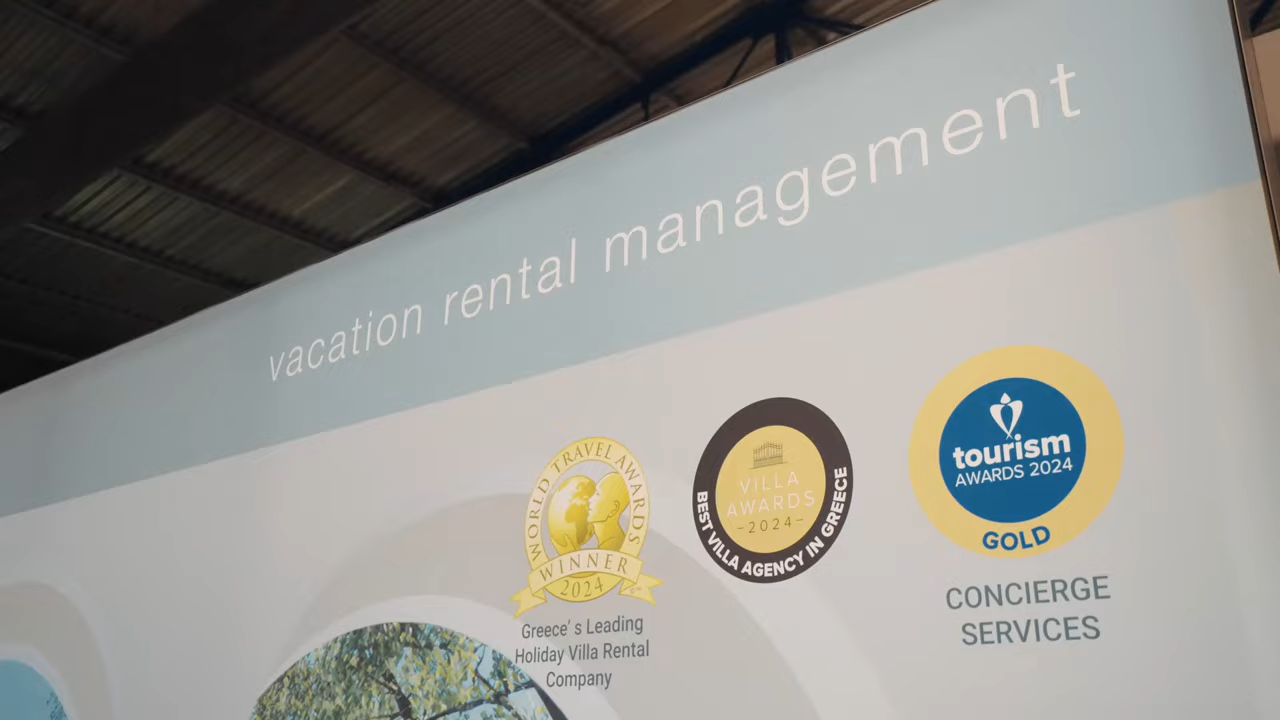 vacation rental management
WORLD TRAVEL AWARDS
WINNER
2024
Greece's Leading
Holiday Villa Rental
Company
VILLA
AWARDS
-2024-
BEST VILLA AGENCY IN GREECE
tourism
AWARDS 2024
GOLD
CONCIERGE
SERVICES